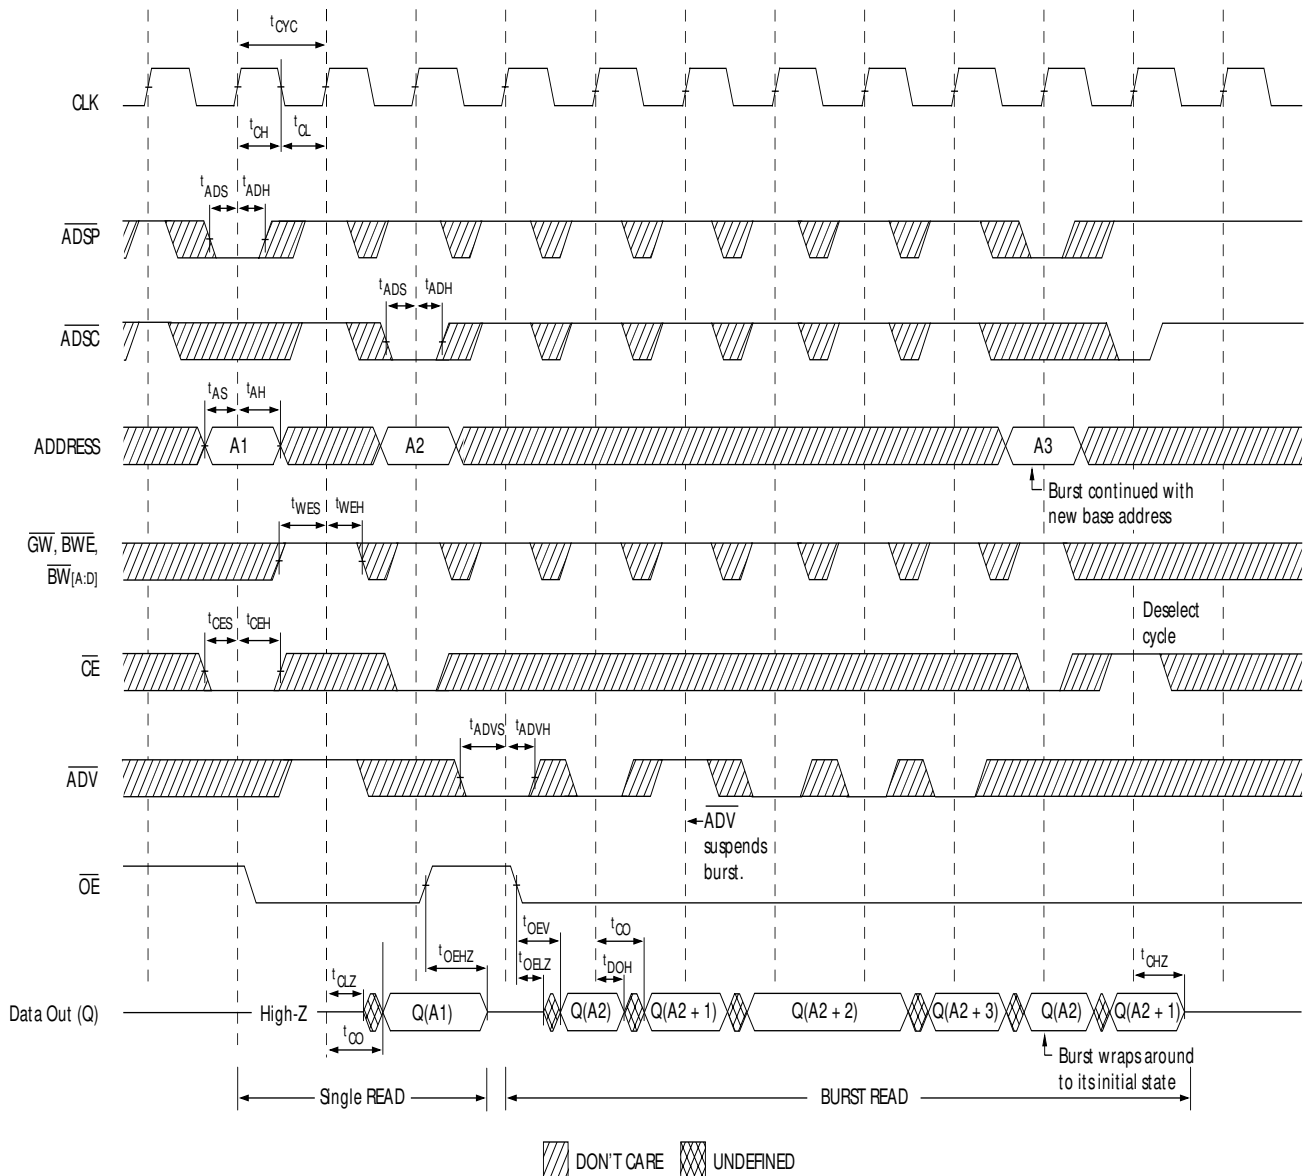 tCYC
CLK
tCH
tCL
tADS
tADH
ADSP
tADS
tADH
ADSC
tAS
tAH
ADDRESS
A1
A2
A3
Burst continued with
new base address
tWES
tWEH
GW, BWE,
BW[A:D]
tCES
tCEH
Deselect
cycle
CE
tADVS
tADVH
ADV
ADV
suspends
burst.
OE
tOEV
tCO
tOEHZ
tOELZ
tDOH
tCLZ
tCHZ
Data Out (Q)
High-Z
Q(A1)
Q(A2)
Q(A2 + 1)
Q(A2 + 2)
Q(A2 + 3)
Q(A2)
Q(A2 + 1)
tCO
Burst wraps around
to its initial state
Single READ
BURST READ
DON'T CARE
UNDEFINED